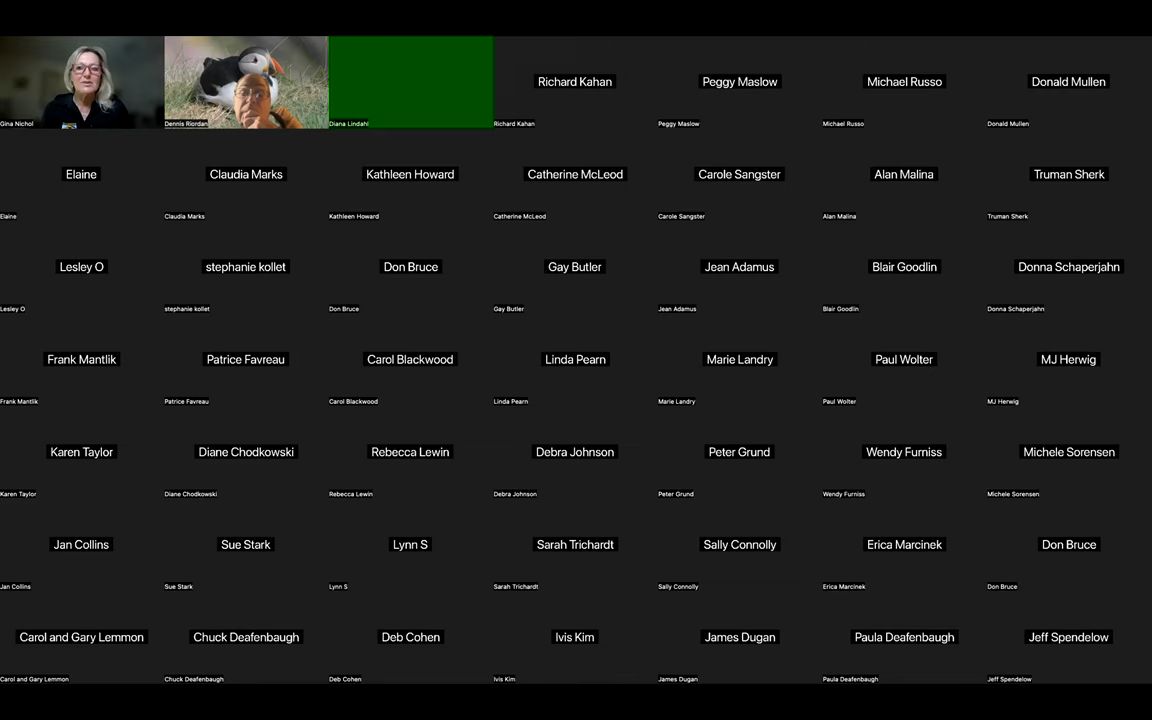 Richard Kahan
Peggy Maslow
Michael Russo
Donald Mullen
Gina Nichol
Dennis Riordan
Diana Lindahl
Richard Kahan
Peggy Maslow
Michael Russo
Donald Mullen
Elaine
Claudia Marks
Kathleen Howard
Catherine McLeod
Carole Sangster
Alan Malina
Truman Sherk
Elaine
Claudia Marks
Kathleen Howard
Catherine McLeod
Carole Sangster
Alan Malina
Truman Sherk
Lesley O
stephanie kollet
Don Bruce
Gay Butler
Jean Adamus
Blair Goodlin
Donna Schaperjahn
Lesley O
stephanie kollet
Don Bruce
Gay Butler
Jean Adamus
Blair Goodlin
Donna Schaperjahn
Frank Mantlik
Patrice Favreau
Carol Blackwood
Linda Pearn
Marie Landry
Paul Wolter
MJ Herwig
Frank Mantlik
Patrice Favreau
Carol Blackwood
Linda Pearn
Marie Landry
Paul Wolter
MJ Herwig
Karen Taylor
Diane Chodkowski
Rebecca Lewin
Debra Johnson
Peter Grund
Wendy Furniss
Michele Sorensen
Karen Taylor
Diane Chodkowski
Rebecca Lewin
Debra Johnson
Peter Grund
Wendy Furniss
Michele Sorensen
Jan Collins
Sue Stark
Lynn S
Sarah Trichardt
Sally Connolly
Erica Marcinek
Don Bruce
Jan Collins
Sue Stark
Lynn S
Sarah Trichardt
Sally Connolly
Erica Marcinek
Don Bruce
Carol and Gary Lemmon
Chuck Deafenbaugh
Deb Cohen
Ivis Kim
James Dugan
Paula Deafenbaugh
Jeff Spendelow
Carol and Gary Lemmon
Chuck Deafenbaugh
Deb Cohen
Ivis Kim
James Dugan
Paula Deafenbaugh
Jeff Spendelow